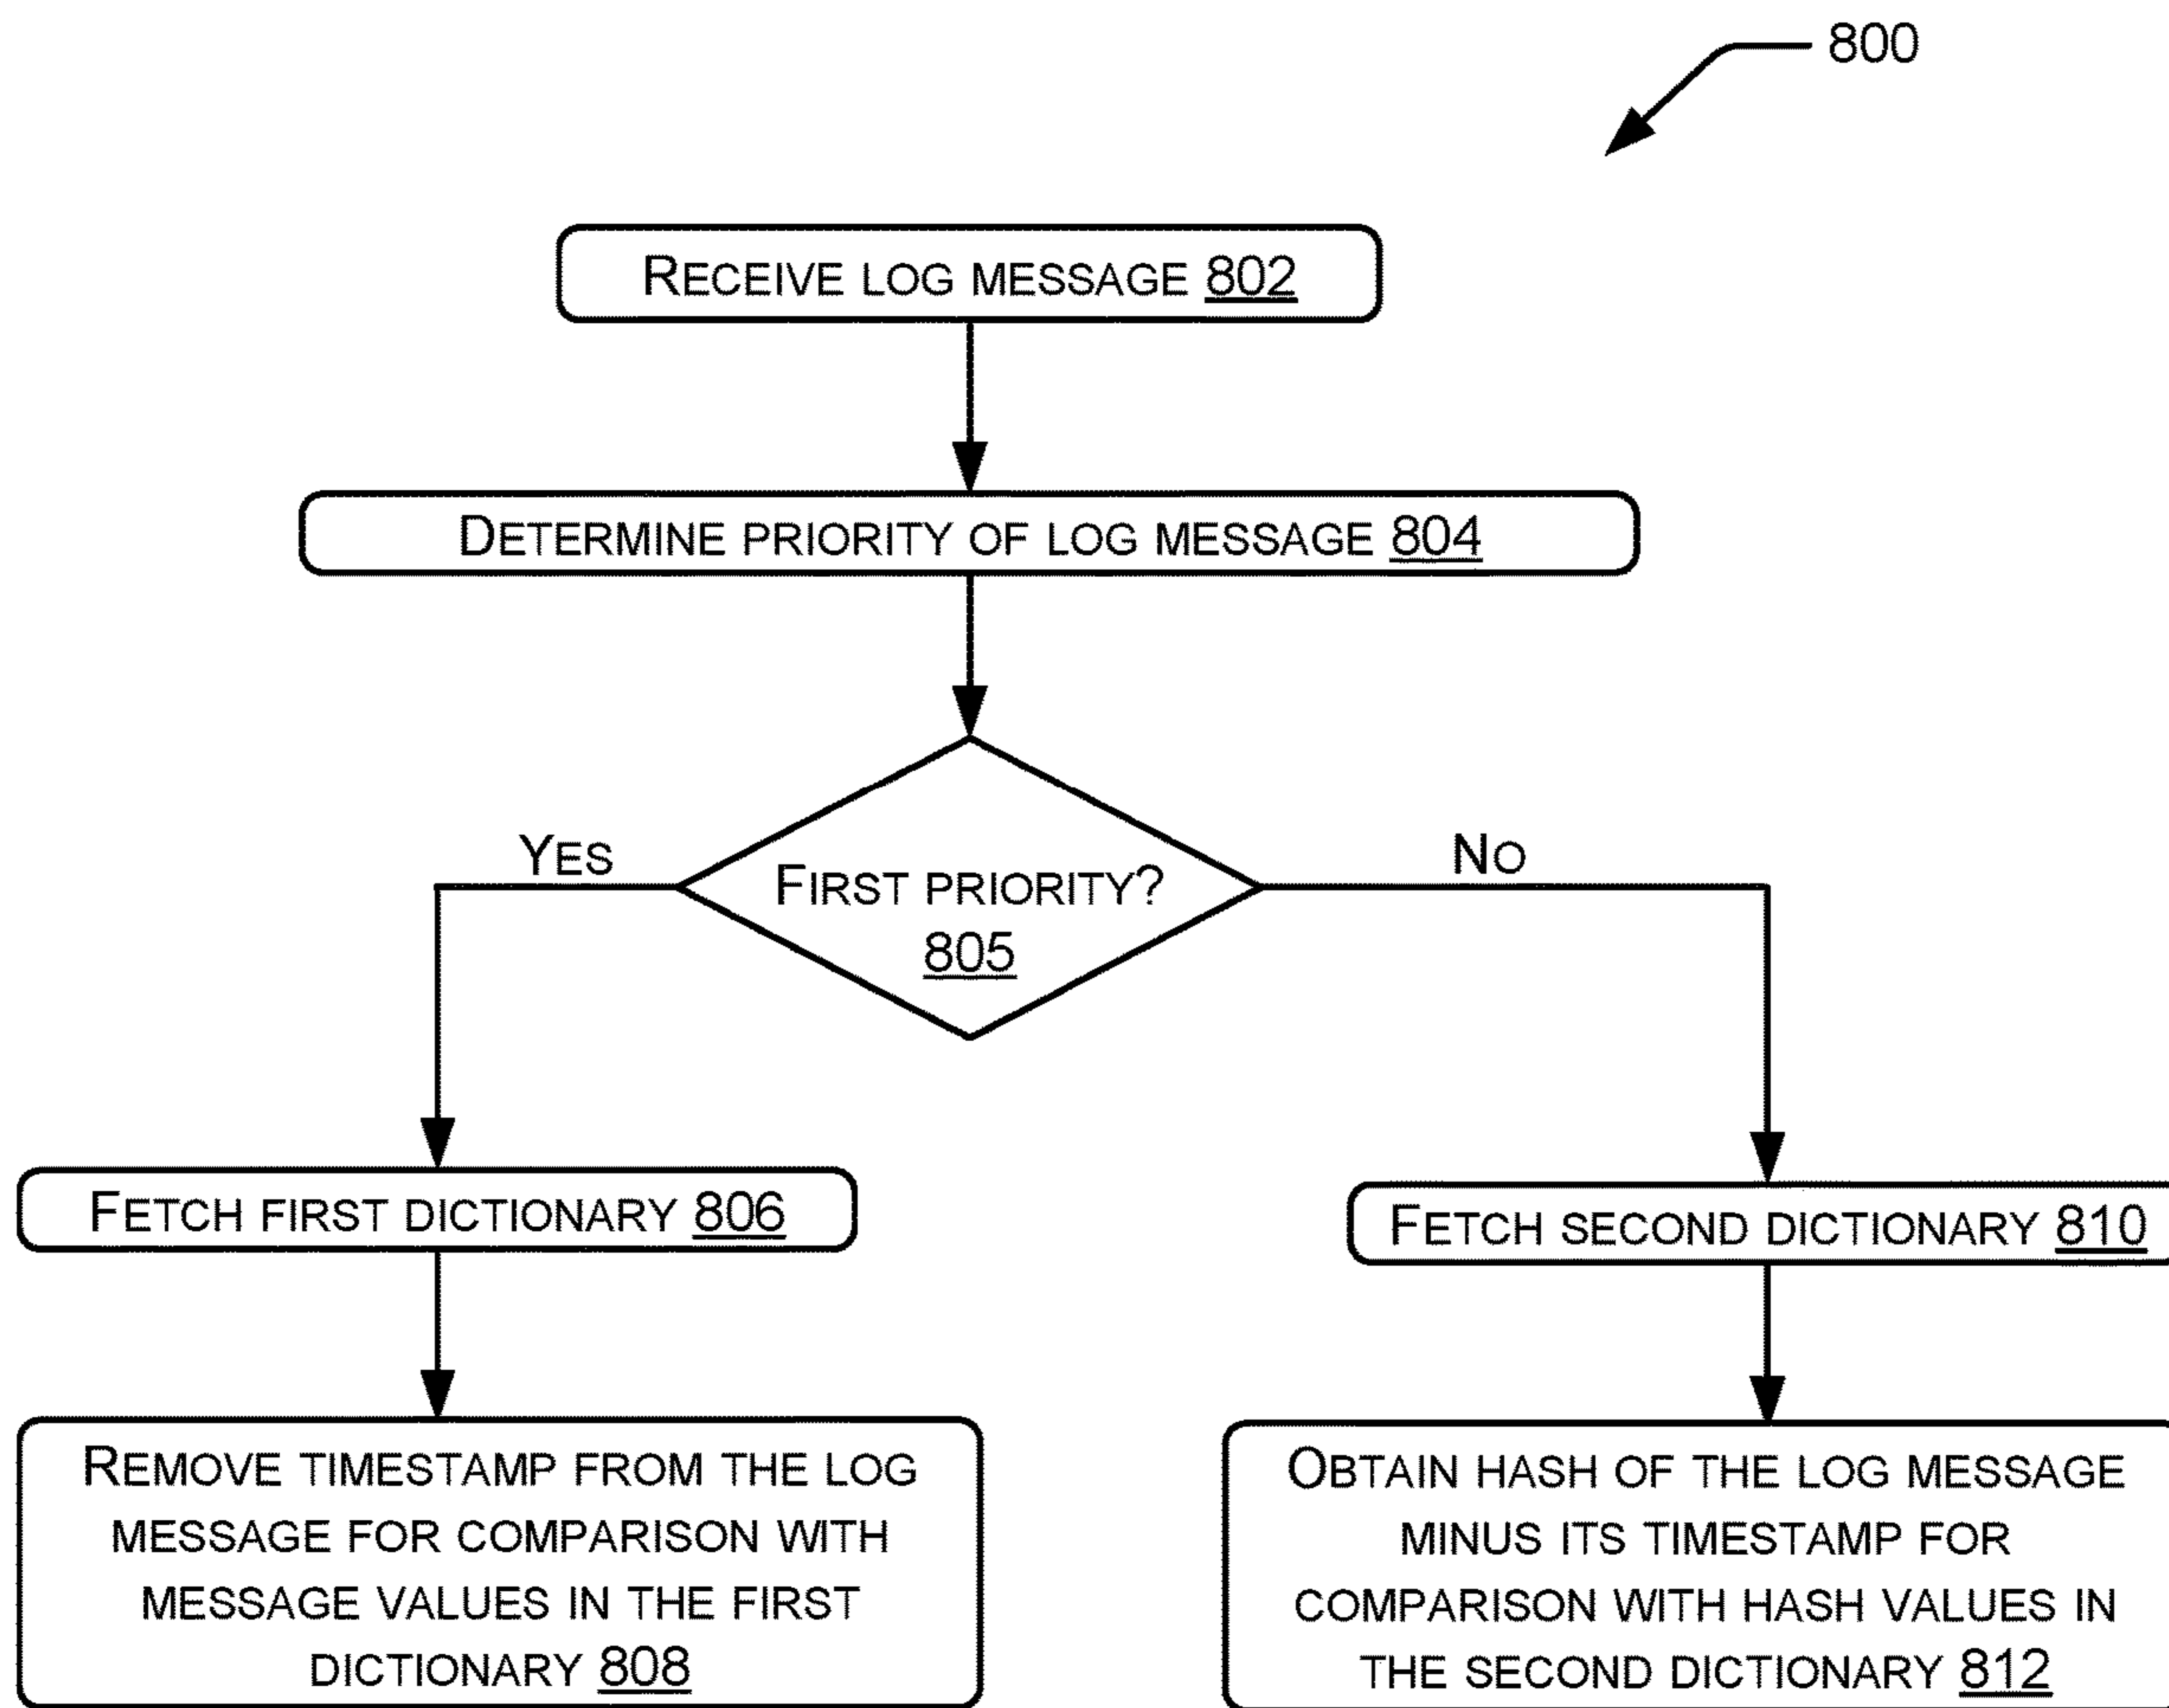 800
RECEIVE LOG MESSAGE 802
DETERMINE PRIORITY OF LOG MESSAGE 804
YES
NO
FIRST PRIORITY?
805
FETCH FIRST DICTIONARY 806
FETCH SECOND DICTIONARY 810
REMOVE TIMESTAMP FROM THE LOG
MESSAGE FOR COMPARISON WITH
MESSAGE VALUES IN THE FIRST
DICTIONARY 808
OBTAIN HASH OF THE LOG MESSAGE
MINUS ITS TIMESTAMP FOR
COMPARISON WITH HASH VALUES IN
THE SECOND DICTIONARY 812